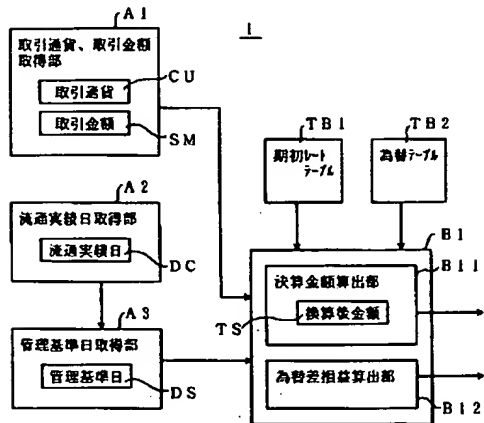 A1
1
取引通貨、取引金額
取得部
取引通貨
CU
取引金額
SM
TB1
TB2
期初レート
テーブル
為替テーブル
A2
流通実績日取得部
流通実績日
DC
B1
B11
決算金額算出部
TS
換算後金額
A3
管理基準日取得部
管理基準日
DS
為替差損益算出部
B12